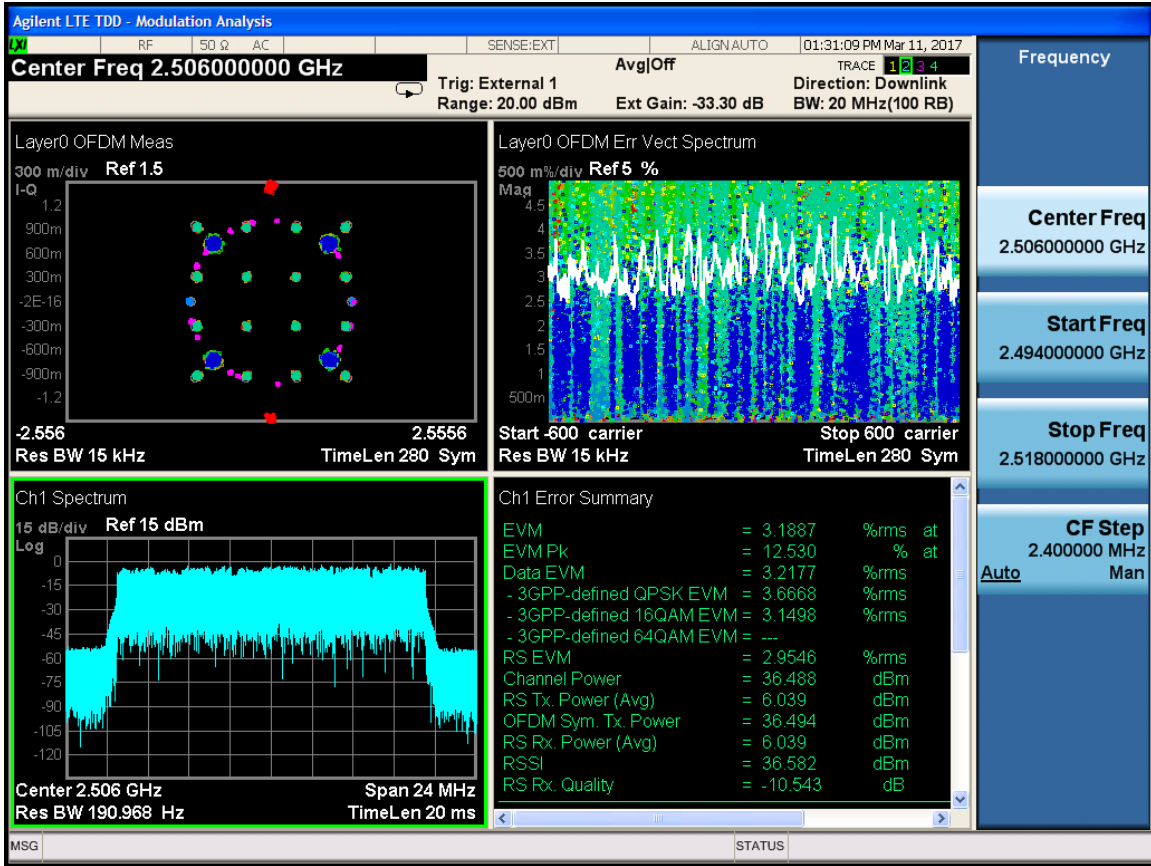 Agilent LTE TDD - Modulation Analysis
LXI RF 50 Ω AC SENSE:EXT ALIGN AUTO 01:31:09 PM Mar 11, 2017
Center Freq 2.506000000 GHz
Trig: External 1
Range: 20.00 dBm
Avg|Off
Ext Gain: -33.30 dB
TRACE 1 2 3 4
Direction: Downlink
BW: 20 MHz(100 RB)
Layer0 OFDM Meas
300 m/div Ref 1.5
I-Q
1.2
900m
600m
300m
-2E-16
-300m
-600m
-900m
-1.2
-2.556 2.5556
Res BW 15 kHz TimeLen 280 Sym
Layer0 OFDM Err Vect Spectrum
500 m%/div Ref 5 %
Mag
4.5
4
3.5
3
2.5
2
1.5
1
500m
Start -600 carrier Stop 600 carrier
Res BW 15 kHz TimeLen 280 Sym
Ch1 Spectrum
15 dB/div Ref 15 dBm
Log
0
-15
-30
-45
-60
-75
-90
-105
-120
Center 2.506 GHz Span 24 MHz
Res BW 190.968 Hz TimeLen 20 ms
Ch1 Error Summary
EVM = 3.1887 %rms at
EVM Pk = 12.530 % at
Data EVM = 3.2177 %rms
- 3GPP-defined QPSK EVM = 3.6668 %rms
- 3GPP-defined 16QAM EVM = 3.1498 %rms
- 3GPP-defined 64QAM EVM = ---
RS EVM = 2.9546 %rms
Channel Power = 36.488 dBm
RS Tx. Power (Avg) = 6.039 dBm
OFDM Sym. Tx. Power = 36.494 dBm
RS Rx. Power (Avg) = 6.039 dBm
RSSI = 36.582 dBm
RS Rx. Quality = -10.543 dB
Frequency
Center Freq
2.506000000 GHz
Start Freq
2.494000000 GHz
Stop Freq
2.518000000 GHz
CF Step
2.400000 MHz
Auto Man
MSG STATUS